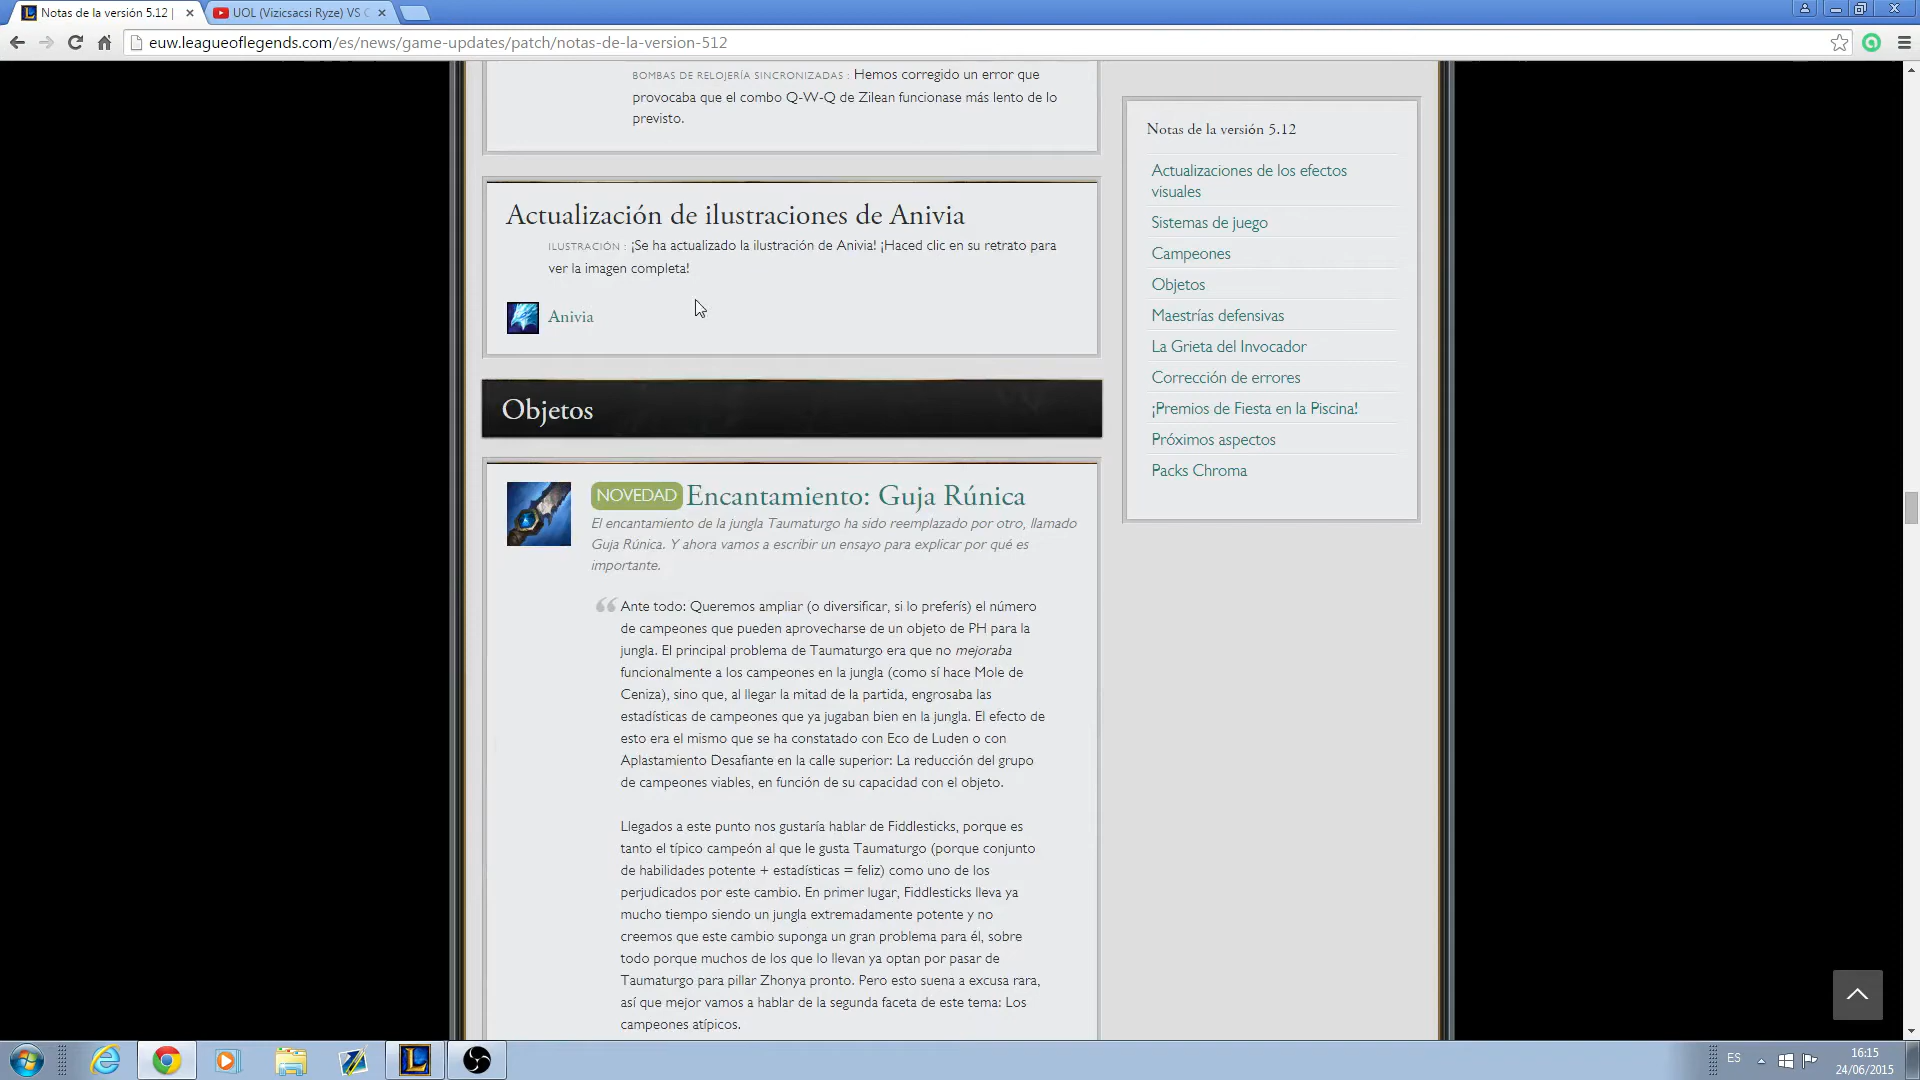 Notas de la versión 5.12 |
UOL (Vizicsacsi Ryze) VS
euw.leagueoflegends.com/es/news/game-updates/patch/notas-de-la-version-512
BOMBAS DE RELOJERÍA SINCRONIZADAS : Hemos corregido un error que
provocaba que el combo Q-W-Q de Zilean funcionase más lento de lo
previsto.
Actualización de ilustraciones de Anivia
ILUSTRACIÓN : ¡Se ha actualizado la ilustración de Anivia! ¡Haced clic en su retrato para
ver la imagen completa!
Anivia
Objetos
NOVEDAD Encantamiento: Guja Rúnica
El encantamiento de la jungla Taumaturgo ha sido reemplazado por otro, llamado
Guja Rúnica. Y ahora vamos a escribir un ensayo para explicar por qué es
importante.
Ante todo: Queremos ampliar (o diversificar, si lo preferís) el número
de campeones que pueden aprovecharse de un objeto de PH para la
jungla. El principal problema de Taumaturgo era que no mejoraba
funcionalmente a los campeones en la jungla (como sí hace Mole de
Ceniza), sino que, al llegar la mitad de la partida, engrosaba las
estadísticas de campeones que ya jugaban bien en la jungla. El efecto de
esto era el mismo que se ha constatado con Eco de Luden o con
Aplastamiento Desafiante en la calle superior: La reducción del grupo
de campeones viables, en función de su capacidad con el objeto.
Llegados a este punto nos gustaría hablar de Fiddlesticks, porque es
tanto el típico campeón al que le gusta Taumaturgo (porque conjunto
de habilidades potente + estadísticas = feliz) como uno de los
perjudicados por este cambio. En primer lugar, Fiddlesticks lleva ya
mucho tiempo siendo un jungla extremadamente potente y no
creemos que este cambio suponga un gran problema para él, sobre
todo porque muchos de los que lo llevan ya optan por pasar de
Taumaturgo para pillar Zhonya pronto. Pero esto suena a excusa rara,
así que mejor vamos a hablar de la segunda faceta de este tema: Los
campeones atípicos.
Notas de la versión 5.12
Actualizaciones de los efectos
visuales
Sistemas de juego
Campeones
Objetos
Maestrías defensivas
La Grieta del Invocador
Corrección de errores
¡Premios de Fiesta en la Piscina!
Próximos aspectos
Packs Chroma
ES
16:15
24/06/2015